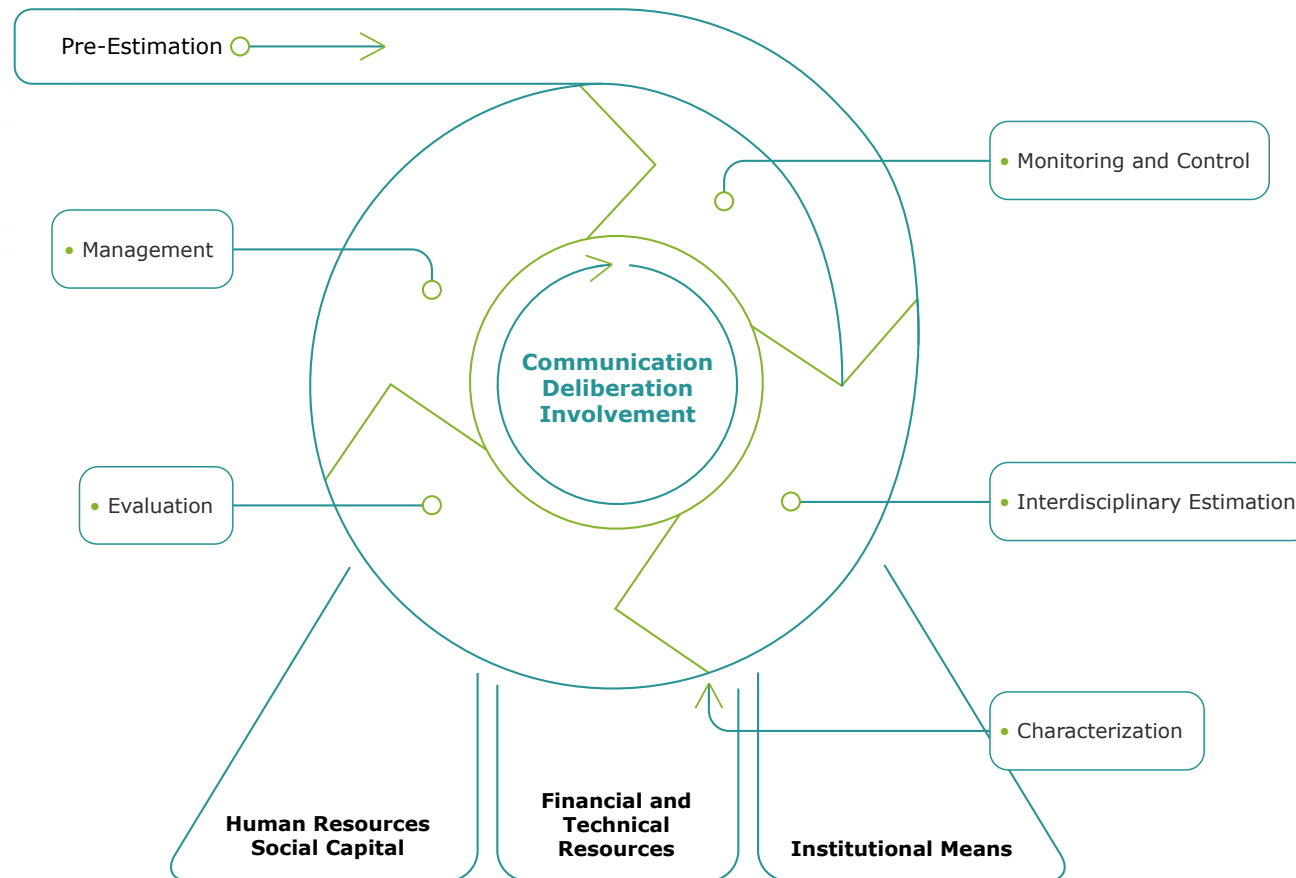 Pre-Estimation
• Monitoring and Control
• Management
Communication
Deliberation
Involvement
• Evaluation
• Interdisciplinary Estimation
• Characterization
Human Resources
Social Capital
Financial and
Technical
Resources
Institutional Means